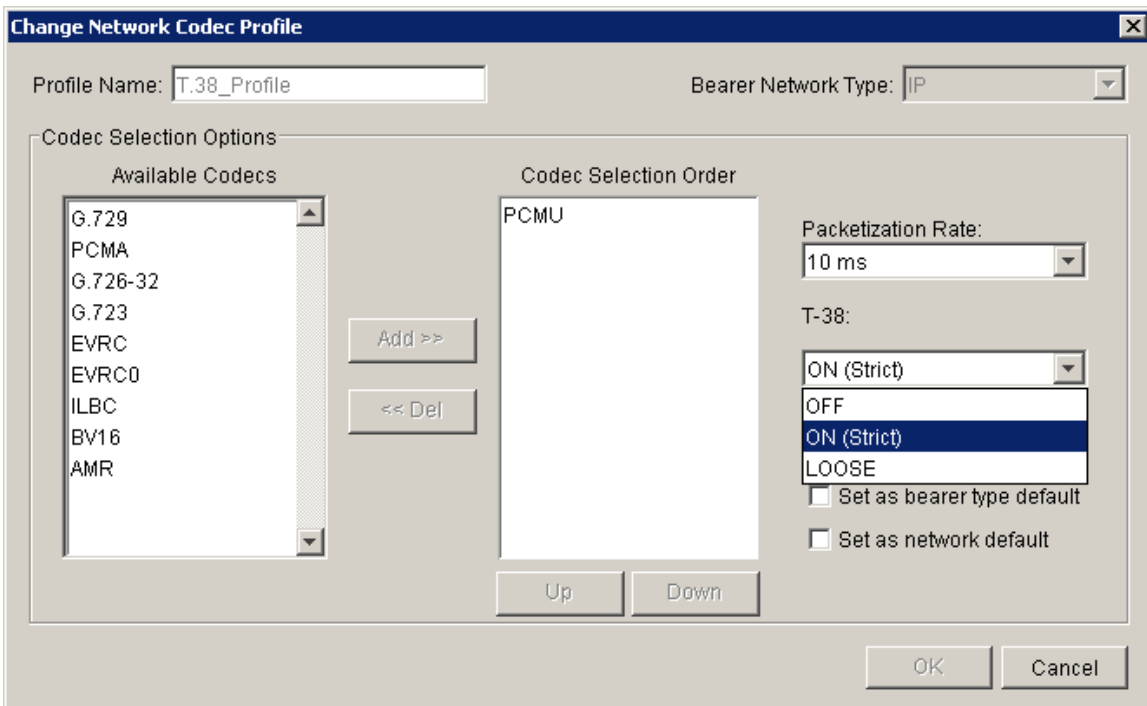 Change Network Codec Profile
Profile Name: T.38_Profile
Bearer Network Type: IP
Codec Selection Options
Available Codecs
G.729
PCMA
G.726-32
G.723
EVRC
EVRC0
ILBC
BV16
AMR
Add >>
<< Del
Codec Selection Order
PCMU
Up
Down
Packetization Rate:
10 ms
T-38:
ON (Strict)
OFF
ON (Strict)
LOOSE
Set as bearer type default
Set as network default
OK
Cancel